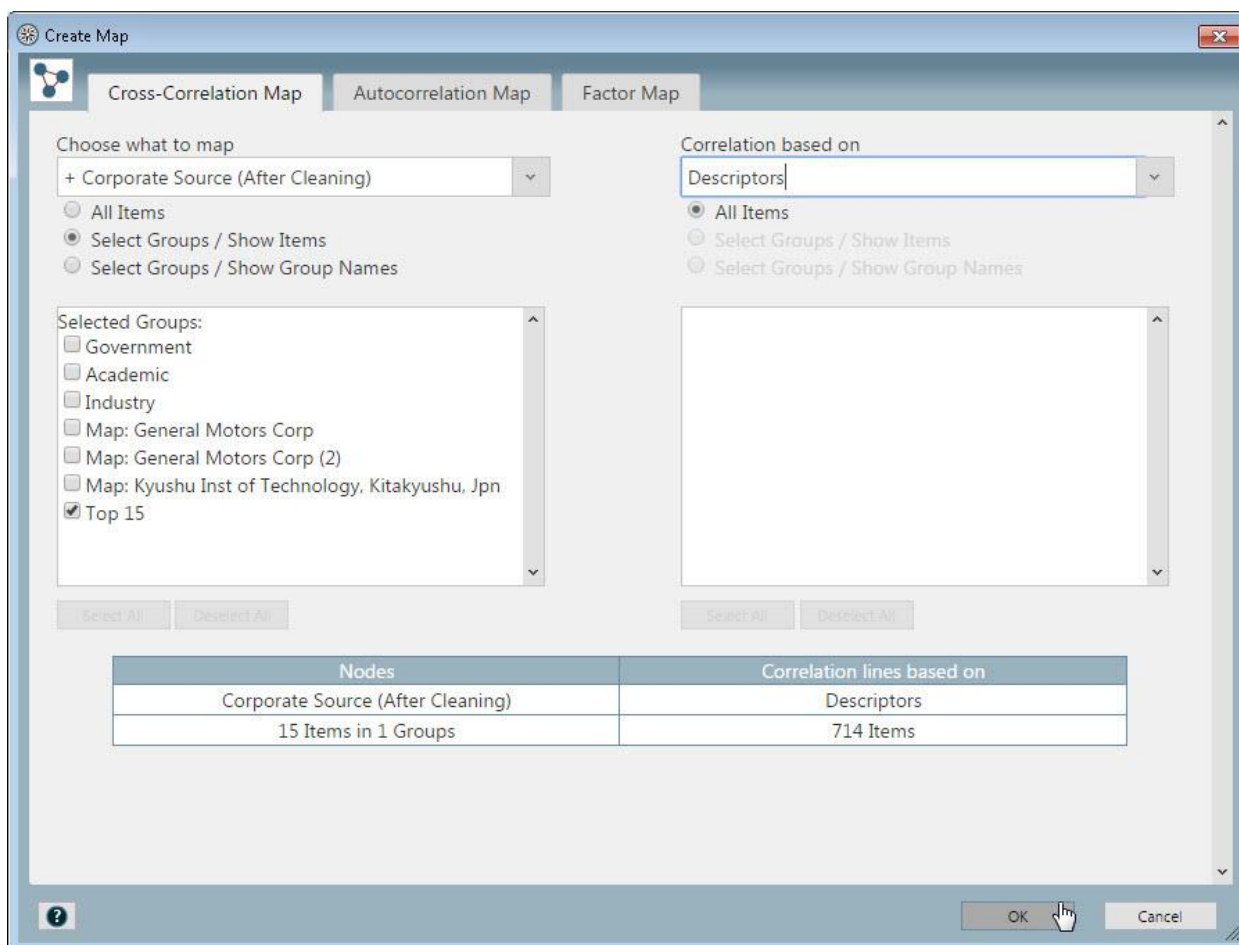 Create Map
Cross-Correlation Map
Autocorrelation Map
Factor Map
Choose what to map
+ Corporate Source (After Cleaning)
All Items
Select Groups / Show Items
Select Groups / Show Group Names
Correlation based on
Descriptors
All Items
Select Groups / Show Items
Select Groups / Show Group Names
Selected Groups:
Government
Academic
Industry
Map: General Motors Corp
Map: General Motors Corp (2)
Map: Kyushu Inst of Technology, Kitakyushu, Jpn
Top 15
Select All
Deselect All
Select All
Deselect All
Nodes
Correlation lines based on
Corporate Source (After Cleaning)
Descriptors
15 Items in 1 Groups
714 Items
?
OK
Cancel